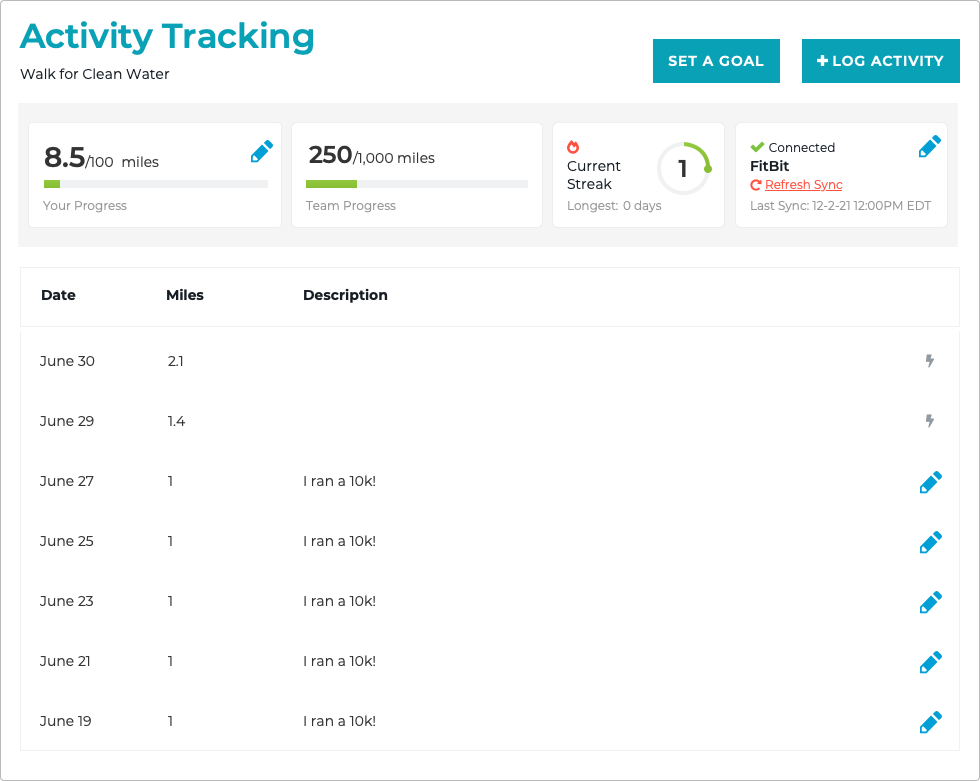 Activity Tracking
Walk for Clean Water
SET A GOAL
+ LOG ACTIVITY
8.5/100 miles
Your Progress
250/1,000 miles
Team Progress
Current
Streak
1
Longest: 0 days
Connected
FitBit
Refresh Sync
Last Sync: 12-2-21 12:00PM EDT
Date Miles Description
June 30 2.1
June 29 1.4
June 27 1 I ran a 10k!
June 25 1 I ran a 10k!
June 23 1 I ran a 10k!
June 21 1 I ran a 10k!
June 19 1 I ran a 10k!